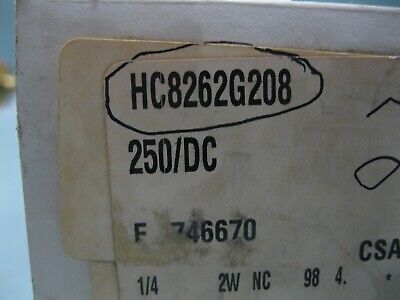 HC8262G208
250/DC
F 746670
CSA
1/4 2W NC 98 4. *